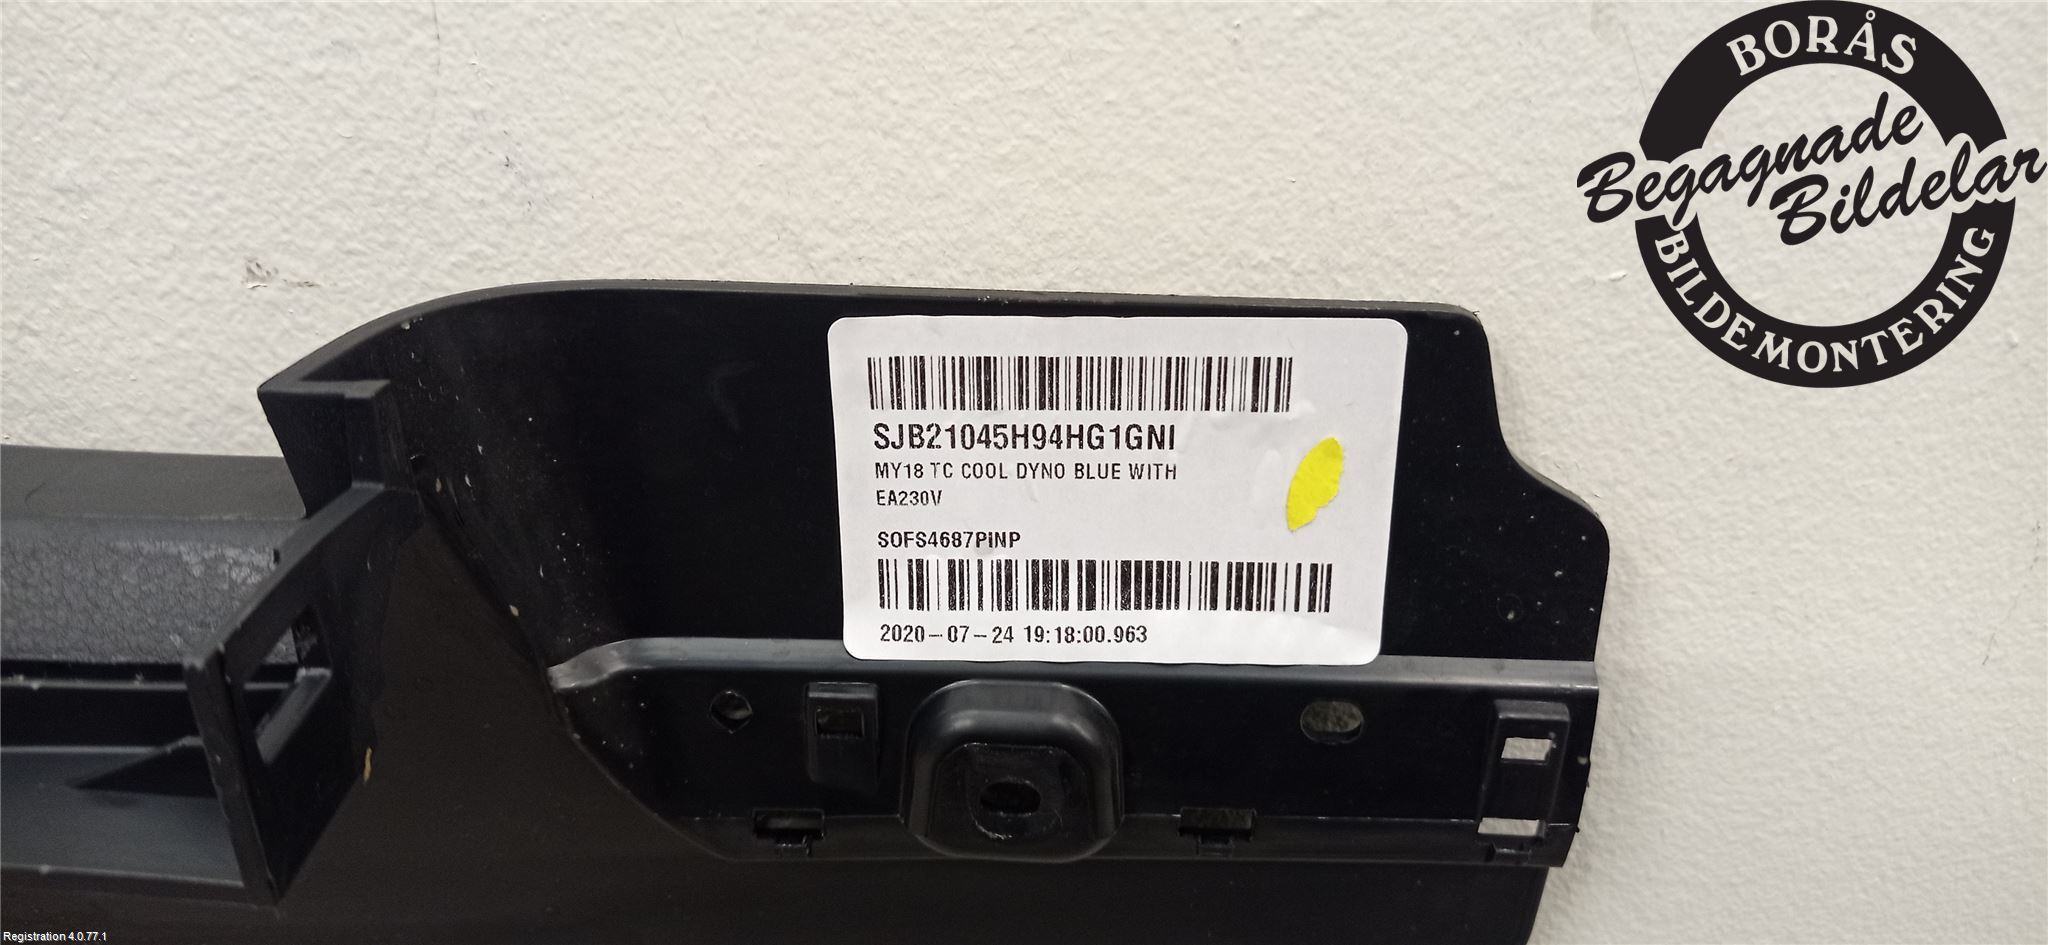 BORÅS
Begagnade
Bildelar
BILDEMONTERING
SJB21045H94HG1GNI
MY18 TC COOL DYNO BLUE WITH
EA230V
SOFS4687PINP
2020-07-24 19:18:00.963
Registration 4.0.77.1